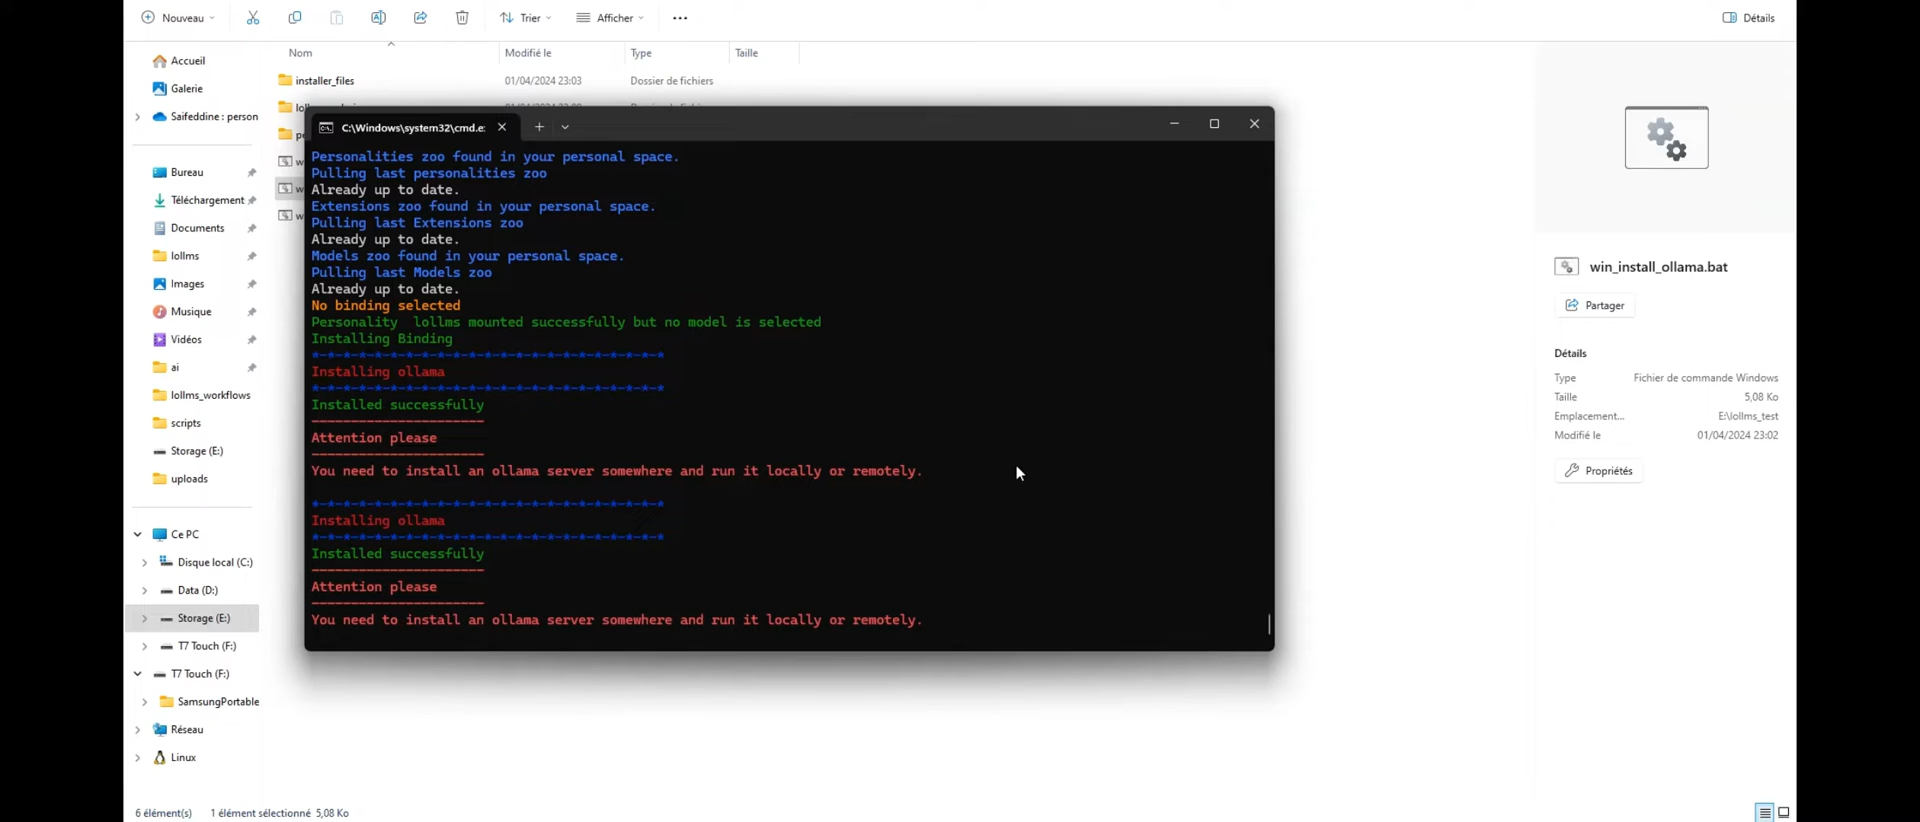 Nouveau
Trier
Afficher
Détails
Nom
Modifié le
Type
Taille
Accueil
Galerie
Saifeddine : person
Bureau
Téléchargement
Documents
lollms
Images
Musique
Vidéos
ai
lollms_workflows
scripts
Storage (E:)
uploads
Ce PC
Disque local (C:)
Data (D:)
Storage (E:)
T7 Touch (F:)
T7 Touch (F:)
SamsungPortable
Réseau
Linux
installer_files 01/04/2024 23:03 Dossier de fichiers
C:\Windows\system32\cmd.e:
Personalities zoo found in your personal space.
Pulling last personalities zoo
Already up to date.
Extensions zoo found in your personal space.
Pulling last Extensions zoo
Already up to date.
Models zoo found in your personal space.
Pulling last Models zoo
Already up to date.
No binding selected
Personality  lollms mounted successfully but no model is selected
Installing Binding
*-*-*-*-*-*-*-*-*-*-*-*-*-*-*-*-*-*-*-*-*-*-*
Installing ollama
*-*-*-*-*-*-*-*-*-*-*-*-*-*-*-*-*-*-*-*-*-*-*
Installed successfully
----------------------
Attention please
----------------------
You need to install an ollama server somewhere and run it locally or remotely.
*-*-*-*-*-*-*-*-*-*-*-*-*-*-*-*-*-*-*-*-*-*-*
Installing ollama
*-*-*-*-*-*-*-*-*-*-*-*-*-*-*-*-*-*-*-*-*-*-*
Installed successfully
----------------------
Attention please
----------------------
You need to install an ollama server somewhere and run it locally or remotely.
win_install_ollama.bat
Partager
Détails
Type Fichier de commande Windows
Taille 5,08 Ko
Emplacement... E:\lollms_test
Modifié le 01/04/2024 23:02
Propriétés
6 élément(s) 1 élément sélectionné 5,08 Ko